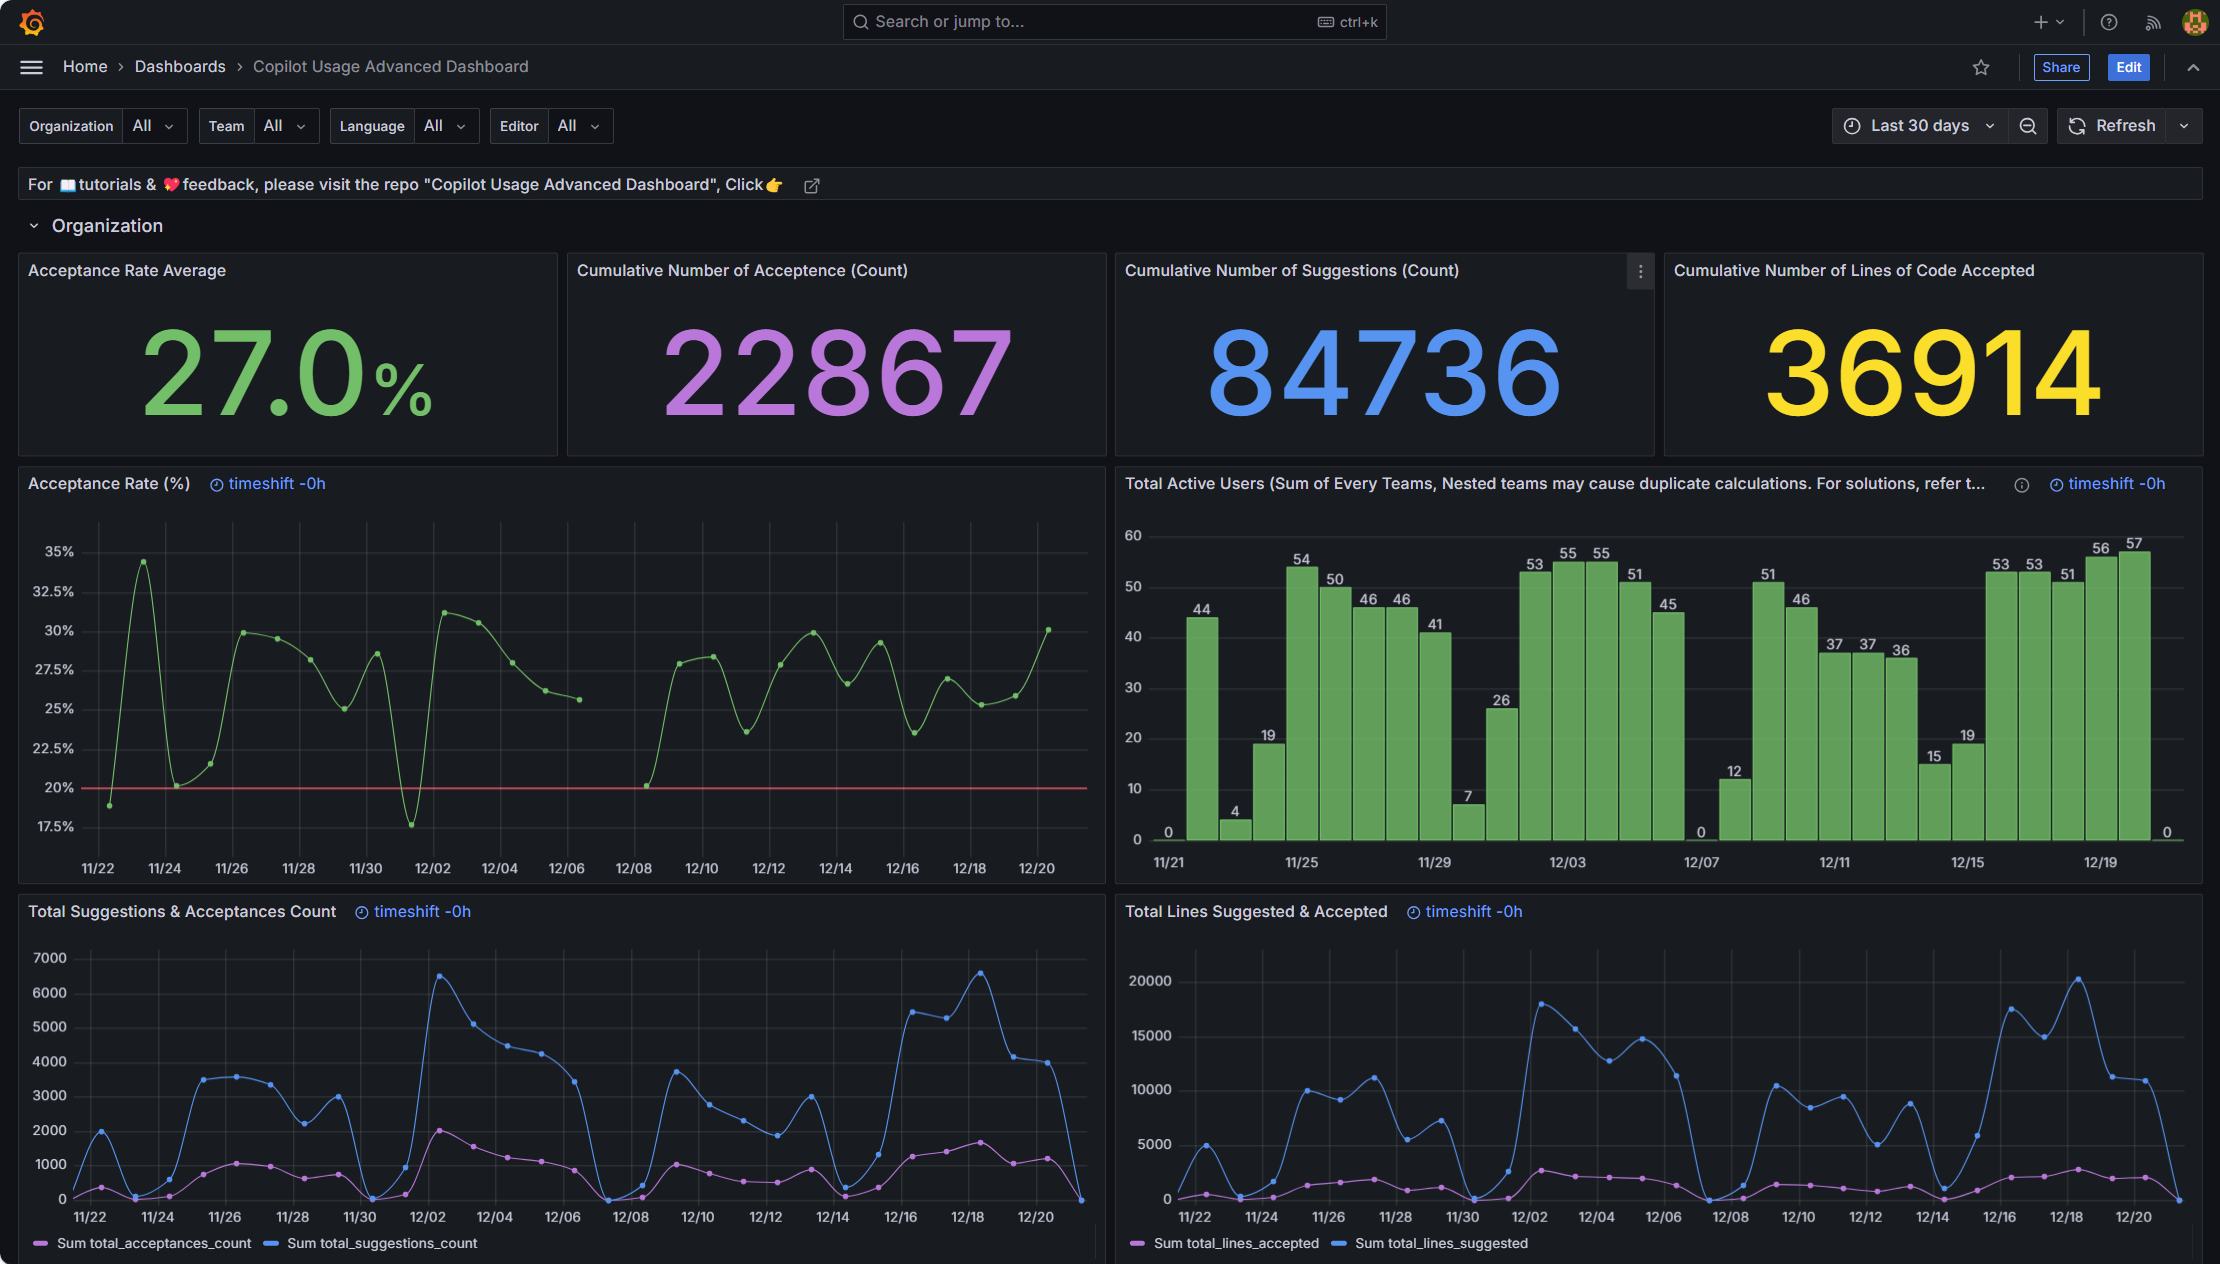 Search or jump to...
ctrl+k
Home › Dashboards › Copilot Usage Advanced Dashboard
Share
Edit
Organization All
Team All
Language All
Editor All
Last 30 days
Refresh
For 📖tutorials & 💖feedback, please visit the repo "Copilot Usage Advanced Dashboard", Click👉
Organization
Acceptance Rate Average
27.0%
Cumulative Number of Acceptence (Count)
22867
Cumulative Number of Suggestions (Count)
84736
Cumulative Number of Lines of Code Accepted
36914
Acceptance Rate (%) timeshift -0h
35%
32.5%
30%
27.5%
25%
22.5%
20%
17.5%
11/22 11/24 11/26 11/28 11/30 12/02 12/04 12/06 12/08 12/10 12/12 12/14 12/16 12/18 12/20
Total Active Users (Sum of Every Teams, Nested teams may cause duplicate calculations. For solutions, refer t... timeshift -0h
60
50
40
30
20
10
0
0 44 4 19 54 50 46 46 41 7 26 53 55 55 51 45 0 12 51 46 37 37 36 15 19 53 53 51 56 57 0
11/21 11/25 11/29 12/03 12/07 12/11 12/15 12/19
Total Suggestions & Acceptances Count timeshift -0h
7000
6000
5000
4000
3000
2000
1000
0
11/22 11/24 11/26 11/28 11/30 12/02 12/04 12/06 12/08 12/10 12/12 12/14 12/16 12/18 12/20
Sum total_acceptances_count Sum total_suggestions_count
Total Lines Suggested & Accepted timeshift -0h
20000
15000
10000
5000
0
11/22 11/24 11/26 11/28 11/30 12/02 12/04 12/06 12/08 12/10 12/12 12/14 12/16 12/18 12/20
Sum total_lines_accepted Sum total_lines_suggested